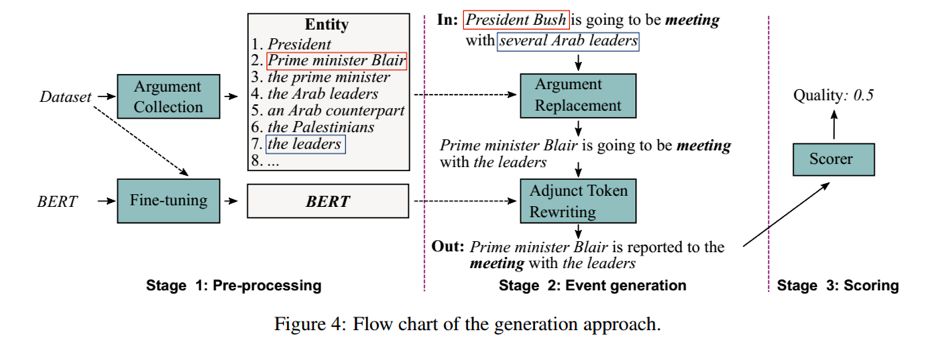 Dataset
Argument
Collection
BERT
Fine-tuning
Entity
1. President
2. Prime minister Blair
3. the prime minister
4. the Arab leaders
5. an Arab counterpart
6. the Palestinians
7. the leaders
8. ...
BERT
Stage 1: Pre-processing
In: President Bush is going to be meeting
with several Arab leaders
Argument
Replacement
Prime minister Blair is going to be meeting
with the leaders
Adjunct Token
Rewriting
Out: Prime minister Blair is reported to the
meeting with the leaders
Stage 2: Event generation
Quality: 0.5
Scorer
Stage 3: Scoring
Figure 4: Flow chart of the generation approach.